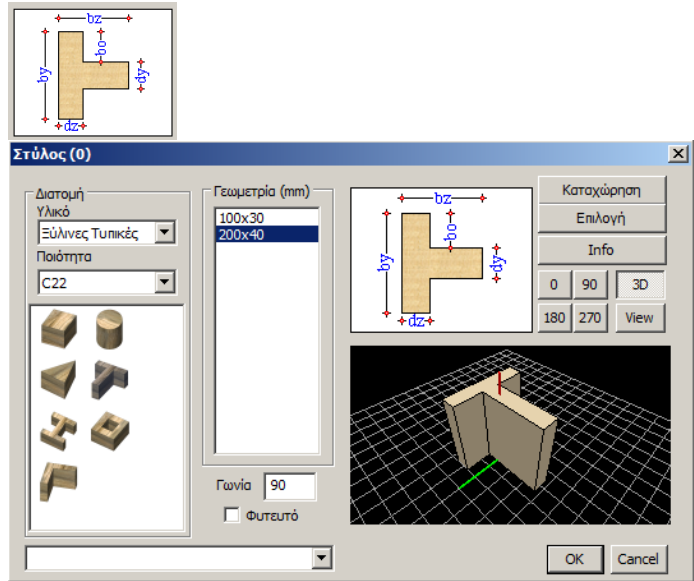 bz
bo
by
dy
dz
Στύλος (0)
Διατομή
Υλικό
Ξύλινες Τυπικές
Ποιότητα
C22
Γεωμετρία (mm)
100x30
200x40
Γωνία 90
Φυτευτό
bz
bo
by
dy
dz
Καταχώρηση
Επιλογή
Info
0 90 3D
180 270 View
OK Cancel